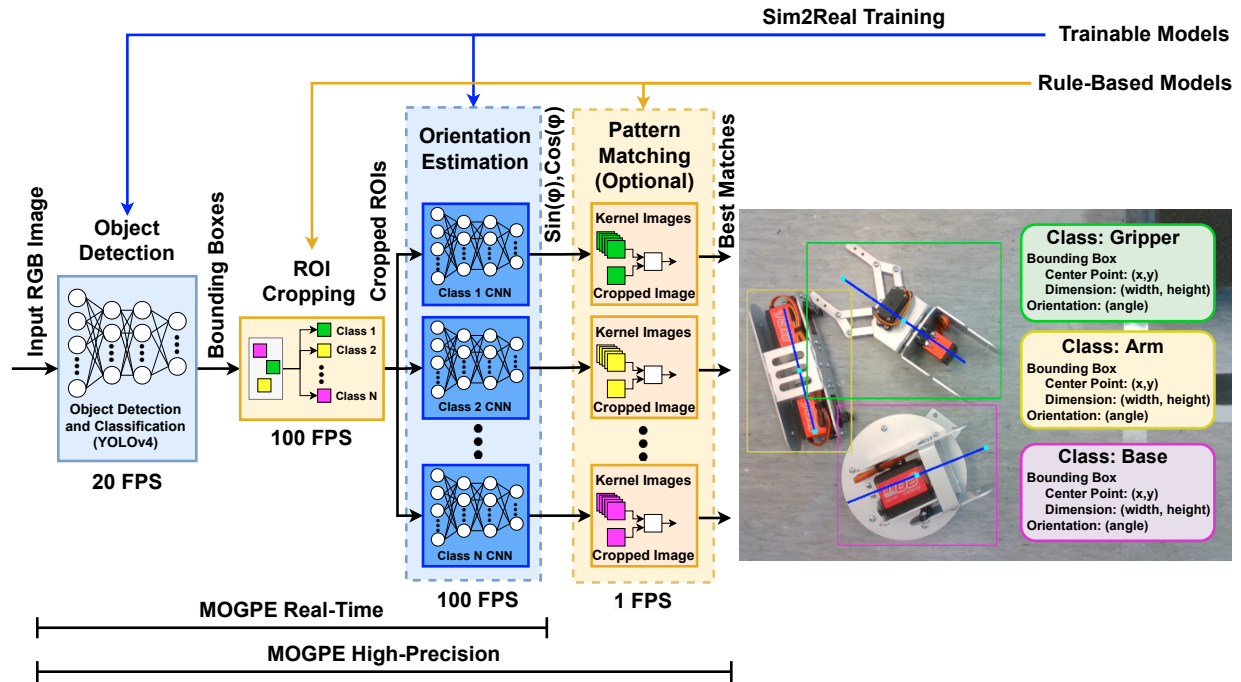 Sim2Real Training
Trainable Models
Rule-Based Models
Input RGB Image
Object
Detection
Object Detection
and Classification
(YOLOv4)
20 FPS
Bounding Boxes
ROI
Cropping
Class 1
Class 2
Class N
100 FPS
Cropped ROIs
Orientation
Estimation
Class 1 CNN
Class 2 CNN
Class N CNN
100 FPS
Sin(φ),Cos(φ)
Pattern
Matching
(Optional)
Kernel Images
Cropped Image
Kernel Images
Cropped Image
Kernel Images
Cropped Image
1 FPS
Best Matches
Class: Gripper
Bounding Box
Center Point: (x,y)
Dimension: (width, height)
Orientation: (angle)
Class: Arm
Bounding Box
Center Point: (x,y)
Dimension: (width, height)
Orientation: (angle)
Class: Base
Bounding Box
Center Point: (x,y)
Dimension: (width, height)
Orientation: (angle)
MOGPE Real-Time
MOGPE High-Precision